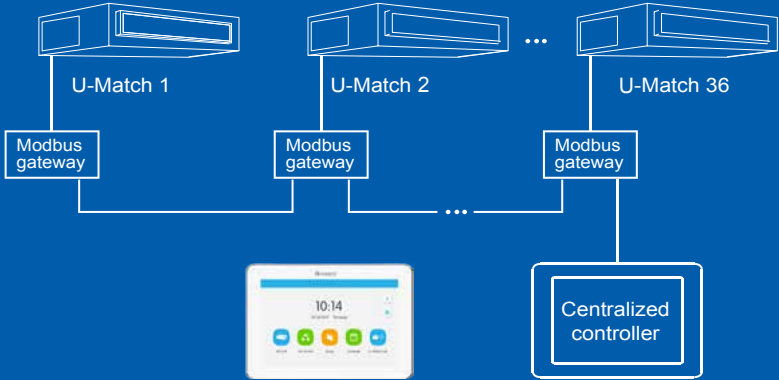 U-Match 1
U-Match 2
U-Match 36
Modbus
gateway
Modbus
gateway
Modbus
gateway
10:14
Centralized
controller